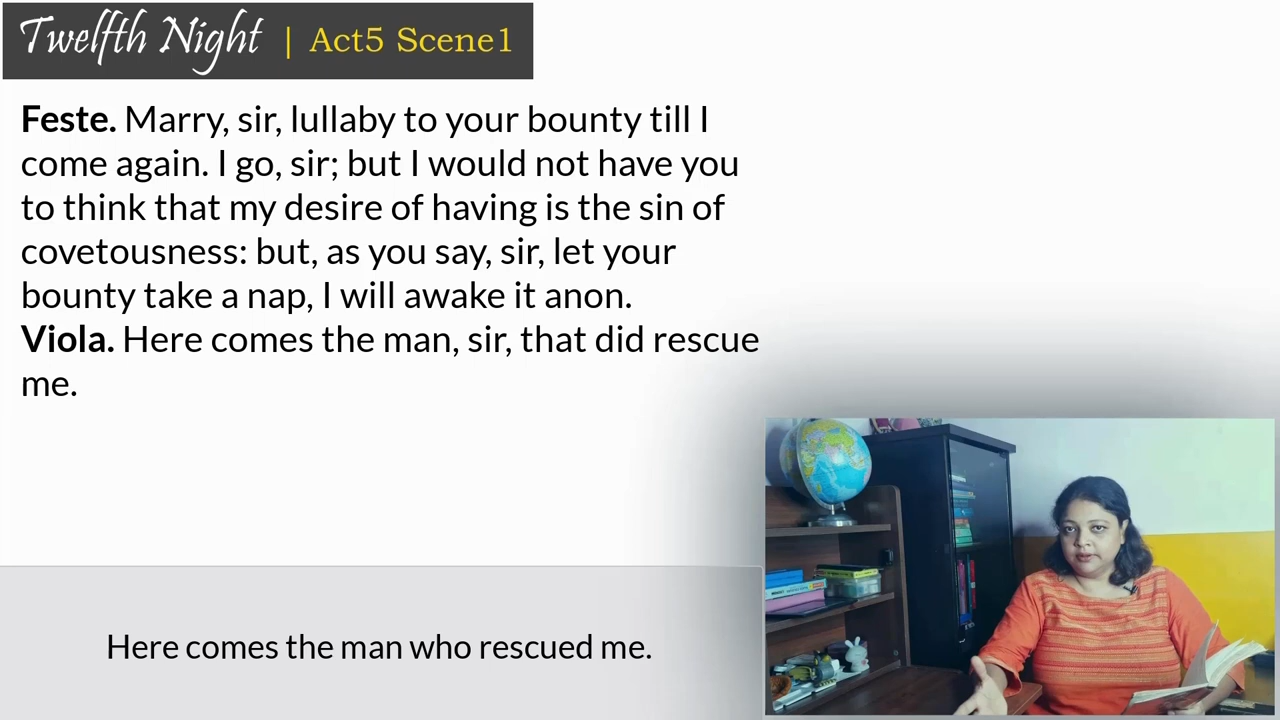 Twelfth Night | Act5 Scene1
Feste. Marry, sir, lullaby to your bounty till I
come again. I go, sir; but I would not have you
to think that my desire of having is the sin of
covetousness: but, as you say, sir, let your
bounty take a nap, I will awake it anon.
Viola. Here comes the man, sir, that did rescue
me.
Here comes the man who rescued me.